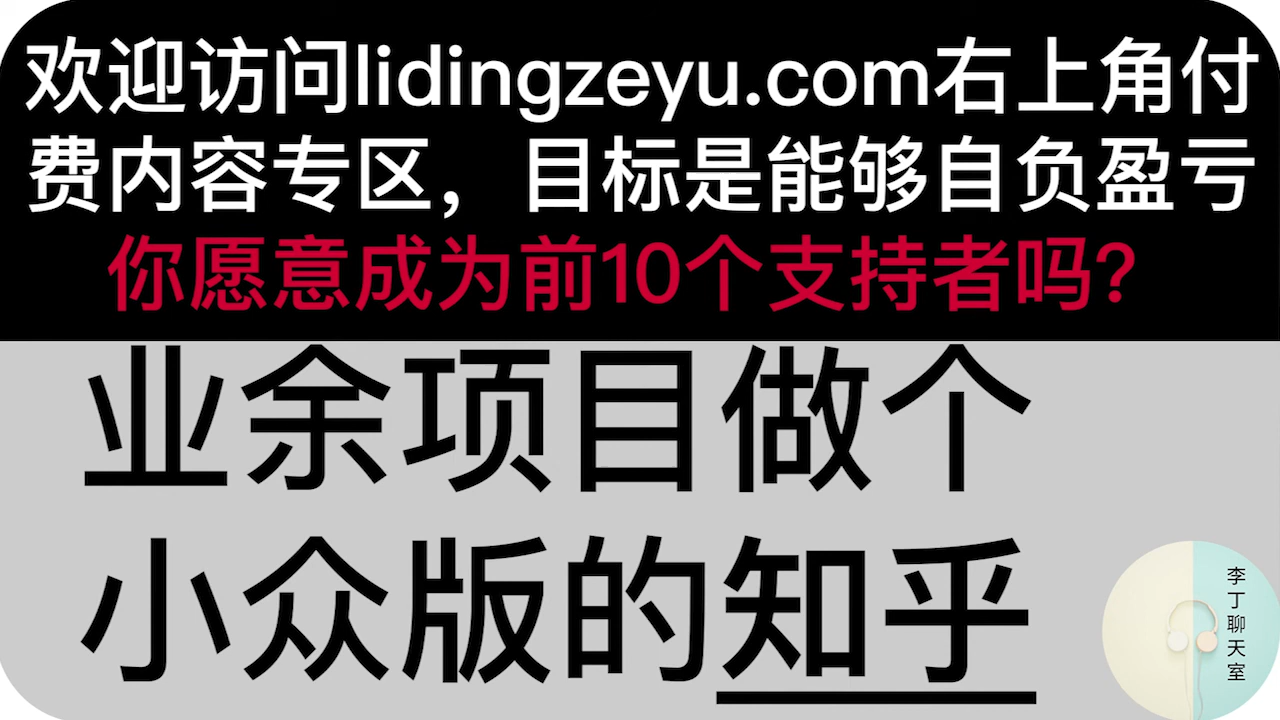 欢迎访问lidingzeyu.com右上角付
费内容专区，目标是能够自负盈亏
你愿意成为前10个支持者吗？
业余项目做个
小众版的知乎
李丁聊天室